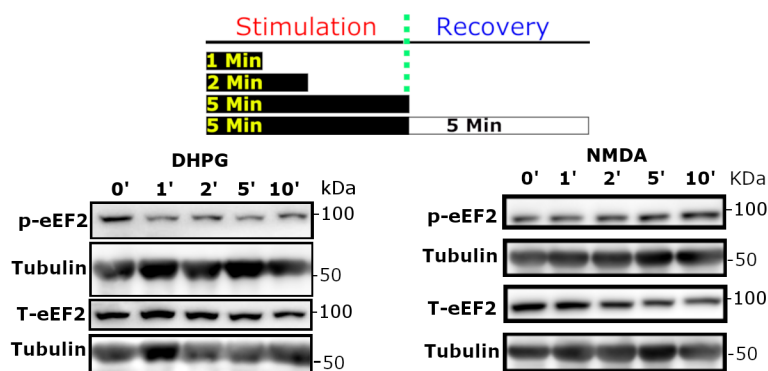 Stimulation Recovery
1 Min
2 Min
5 Min
5 Min 5 Min
DHPG
0' 1' 2' 5' 10' kDa
p-eEF2 -100
Tubulin -50
T-eEF2 -100
Tubulin -50
NMDA
0' 1' 2' 5' 10' KDa
p-eEF2 -100
Tubulin -50
T-eEF2 -100
Tubulin -50